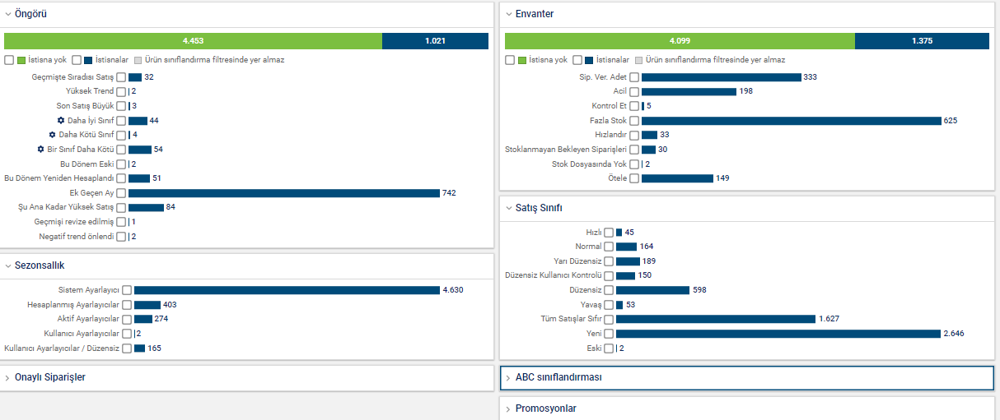 Öngörü
4.453 1.021
İstisna yok İstisnalar Ürün sınıflandırma filtresinde yer almaz
Geçmişte Sıradışı Satış 32
Yüksek Trend 2
Son Satış Büyük 3
Daha İyi Sınıf 44
Daha Kötü Sınıf 4
Bir Sınıf Daha Kötü 54
Bu Dönem Eski 2
Bu Dönem Yeniden Hesaplandı 51
Ek Geçen Ay 742
Şu Ana Kadar Yüksek Satış 84
Geçmişi revize edilmiş 1
Negatif trend önlendi 2
Sezonsallık
Sistem Ayarlayıcı 4.630
Hesaplanmış Ayarlayıcılar 403
Aktif Ayarlayıcılar 274
Kullanıcı Ayarlayıcılar 2
Kullanıcı Ayarlayıcılar / Düzensiz 165
Onaylı Siparişler
Envanter
4.099 1.375
İstisna yok İstisnalar Ürün sınıflandırma filtresinde yer almaz
Sip. Ver. Adet 333
Acil 198
Kontrol Et 5
Fazla Stok 625
Hızlandır 33
Stoklanmayan Bekleyen Siparişleri 30
Stok Dosyasında Yok 2
Ötele 149
Satış Sınıfı
Hızlı 45
Normal 164
Yarı Düzensiz 189
Düzensiz Kullanıcı Kontrolü 150
Düzensiz 598
Yavaş 53
Tüm Satışlar Sıfır 1.627
Yeni 2.646
Eski 2
ABC sınıflandırması
Promosyonlar